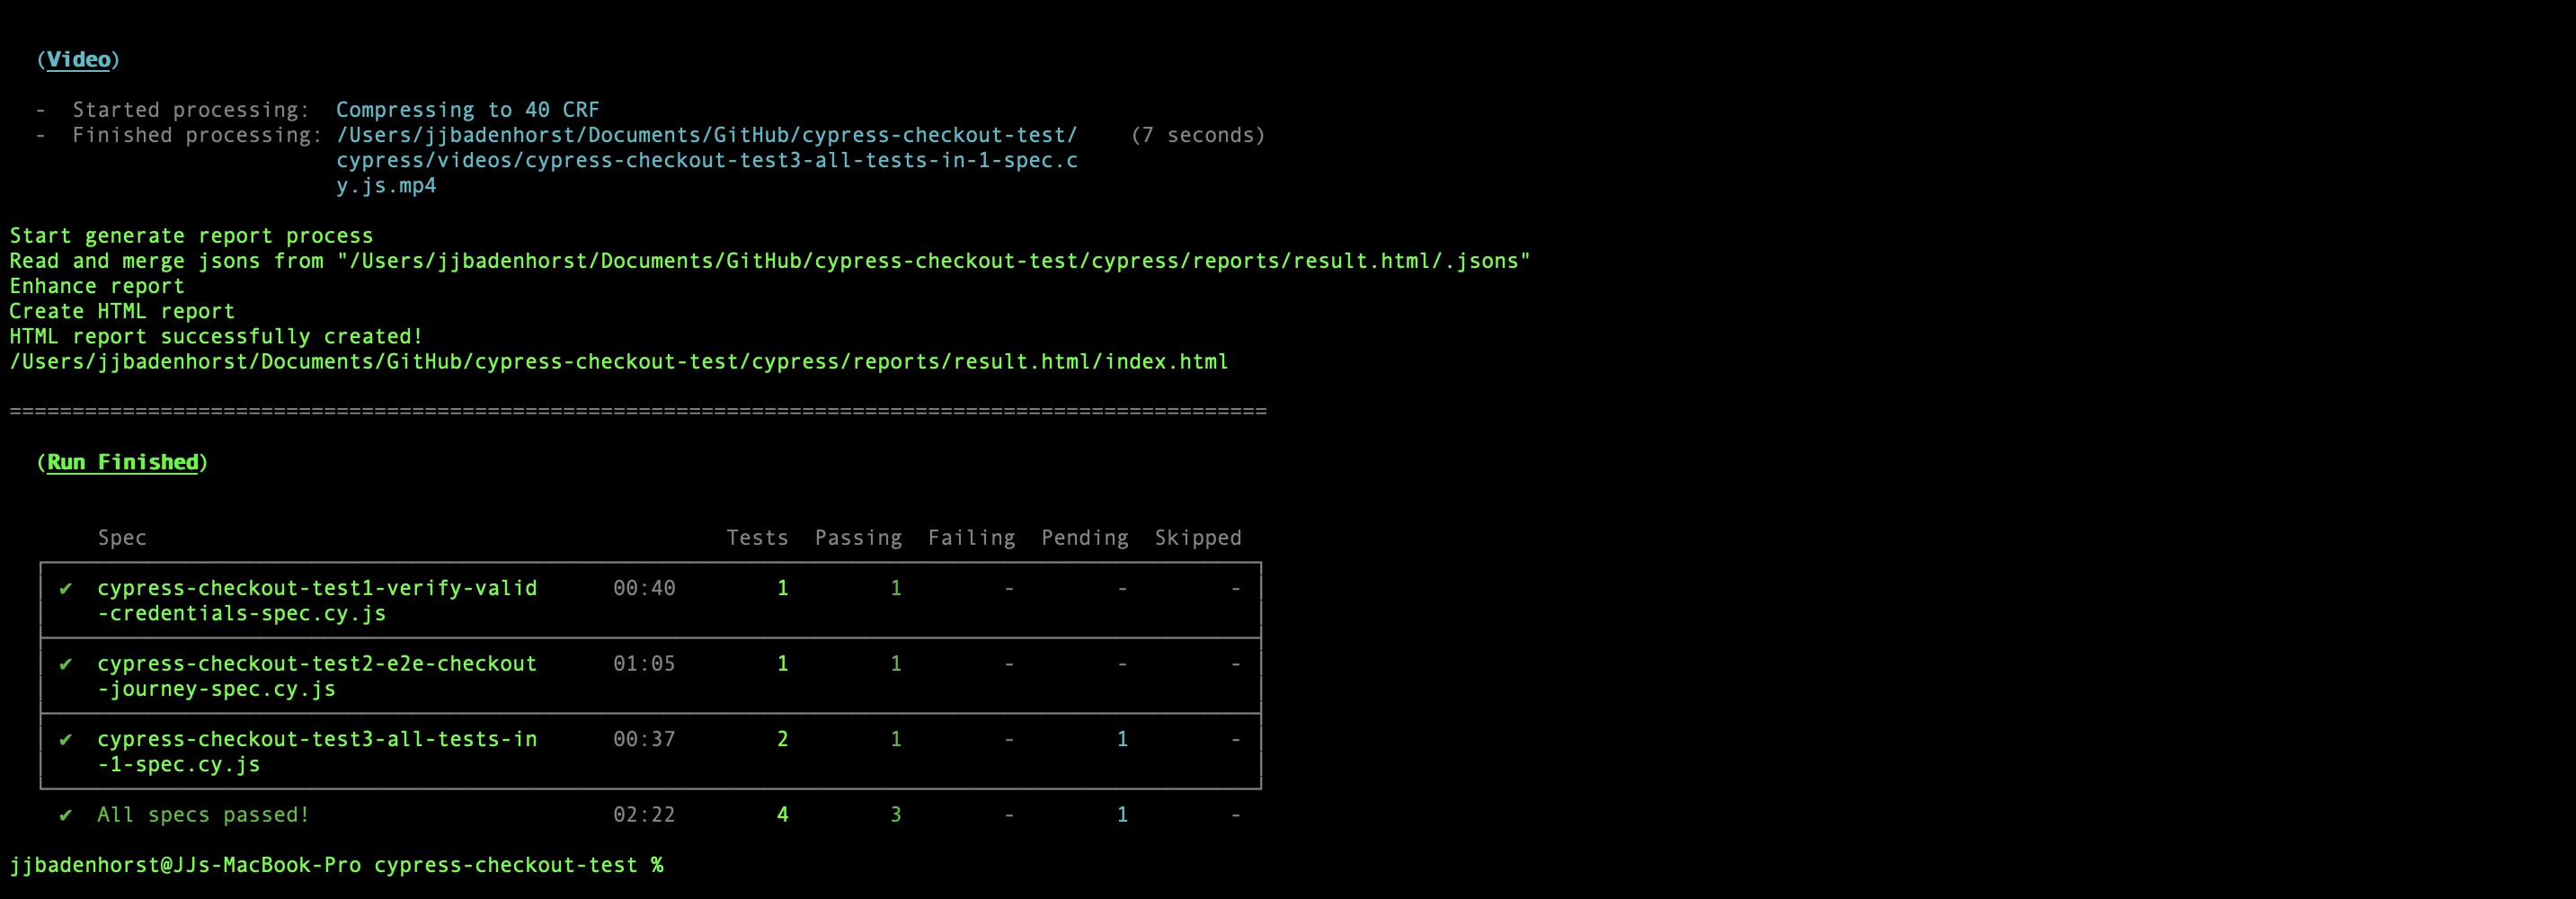 (Video)
- Started processing: Compressing to 40 CRF
- Finished processing: /Users/jjbadenhorst/Documents/GitHub/cypress-checkout-test/ (7 seconds)
cypress/videos/cypress-checkout-test3-all-tests-in-1-spec.c
y.js.mp4
Start generate report process
Read and merge jsons from "/Users/jjbadenhorst/Documents/GitHub/cypress-checkout-test/cypress/reports/result.html/.jsons"
Enhance report
Create HTML report
HTML report successfully created!
/Users/jjbadenhorst/Documents/GitHub/cypress-checkout-test/cypress/reports/result.html/index.html
====================================================================================================
(Run Finished)
Spec Tests Passing Failing Pending Skipped
✔ cypress-checkout-test1-verify-valid 00:40 1 1 - - -
-credentials-spec.cy.js
✔ cypress-checkout-test2-e2e-checkout 01:05 1 1 - - -
-journey-spec.cy.js
✔ cypress-checkout-test3-all-tests-in 00:37 2 1 - 1 -
-1-spec.cy.js
✔ All specs passed! 02:22 4 3 - 1 -
jjbadenhorst@JJs-MacBook-Pro cypress-checkout-test %